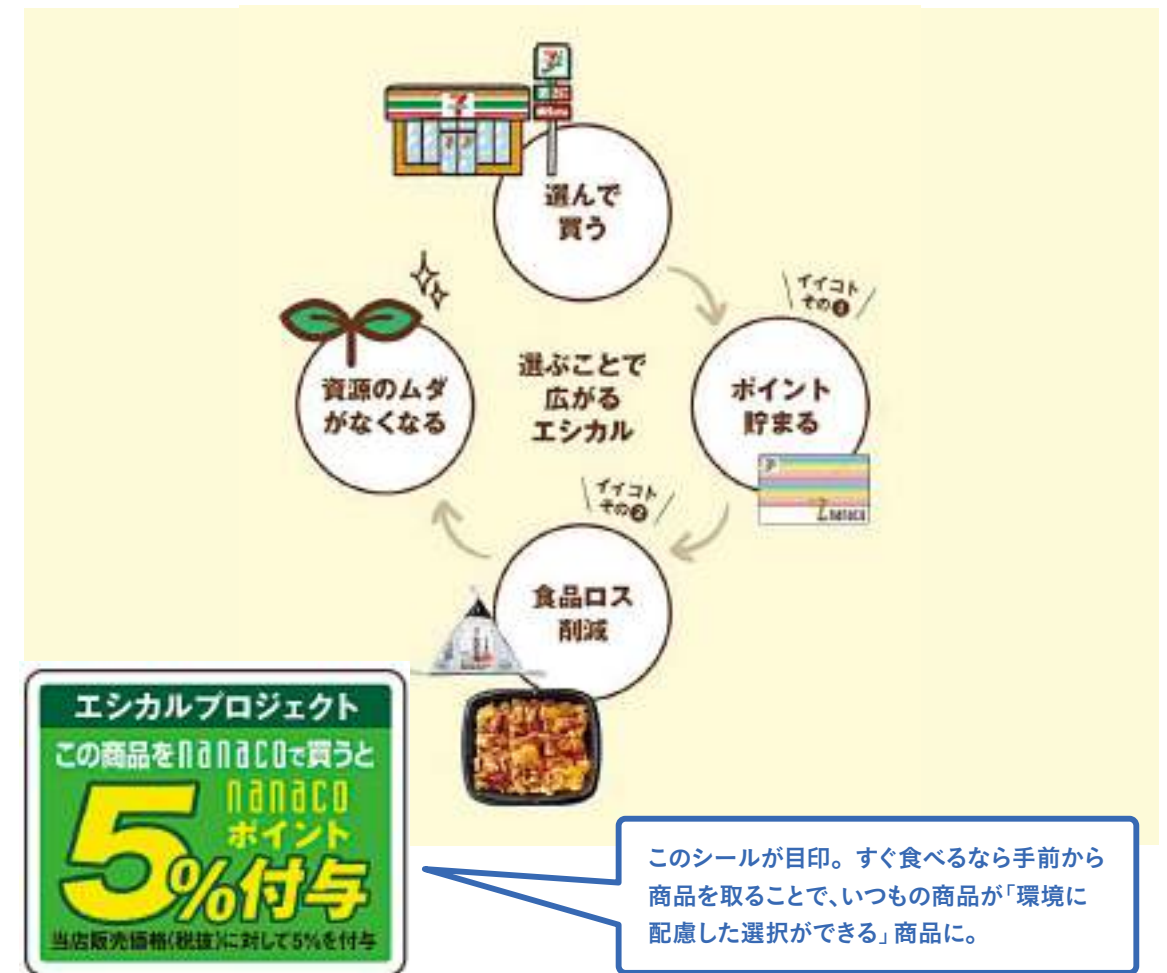 選んで
買う
イイコト
その❶
ポイント
貯まる
nanaco
選ぶことで
広がる
エシカル
資源のムダ
がなくなる
イイコト
その❷
食品ロス
削減
エシカルプロジェクト
この商品をnanacoで買うと
nanaco
ポイント
5%付与
当店販売価格(税抜)に対して5%を付与
このシールが目印。すぐ食べるなら手前から
商品を取ることで、いつもの商品が「環境に
配慮した選択ができる」商品に。